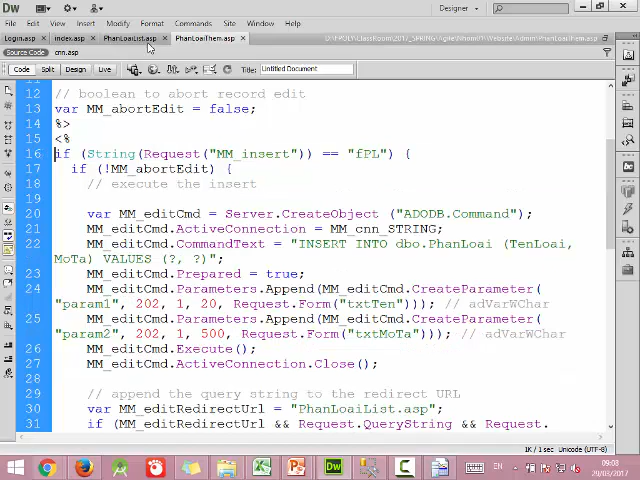 File Edit View Insert Modify Format Commands Site Window Help
Designer
Login.asp index.asp PhanLoaiList.asp PhanLoaiThem.asp
Source Code cnn.asp
Code Split Design Live Title: Untitled Document
12 // boolean to abort record edit
13 var MM_abortEdit = false;
14 %>
15 <%
16 if (String(Request("MM_insert")) == "fPL") {
17 if (!MM_abortEdit) {
18 // execute the insert
19
20 var MM_editCmd = Server.CreateObject ("ADODB.Command");
21 MM_editCmd.ActiveConnection = MM_cnn_STRING;
22 MM_editCmd.CommandText = "INSERT INTO dbo.PhanLoai (TenLoai,
MoTa) VALUES (?, ?)";
23 MM_editCmd.Prepared = true;
24 MM_editCmd.Parameters.Append(MM_editCmd.CreateParameter(
"param1", 202, 1, 20, Request.Form("txtTen"))); // adVarWChar
25 MM_editCmd.Parameters.Append(MM_editCmd.CreateParameter(
"param2", 202, 1, 500, Request.Form("txtMoTa"))); // adVarWChar
26 MM_editCmd.Execute();
27 MM_editCmd.ActiveConnection.Close();
28
29 // append the query string to the redirect URL
30 var MM_editRedirectUrl = "PhanLoaiList.asp";
31 if (MM_editRedirectUrl && Request.QueryString && Request.
1K / 1 sec Unicode (UTF-8)
EN
09:03
28/03/2017